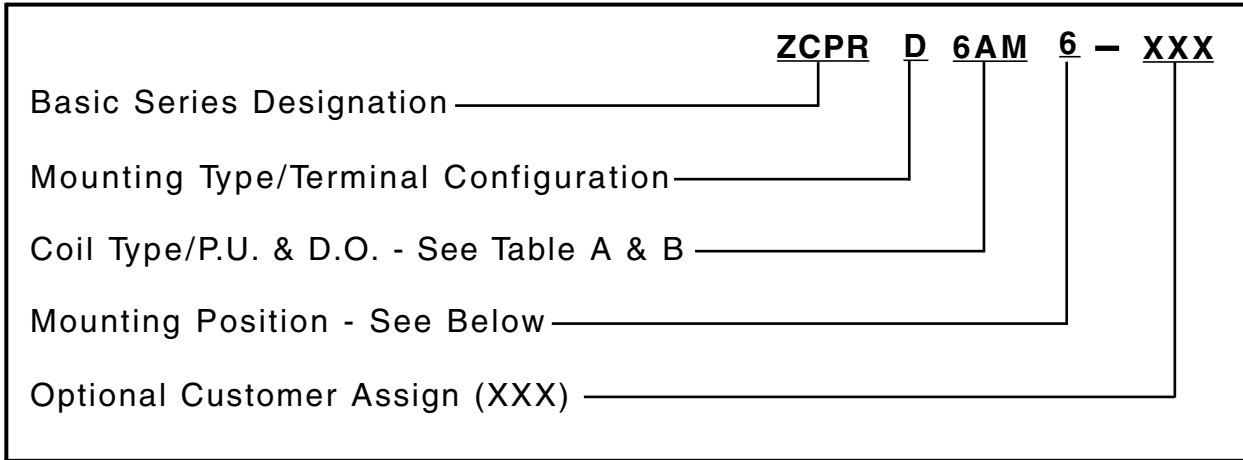 ZCPR D 6AM 6 – XXX
Basic Series Designation
Mounting Type/Terminal Configuration
Coil Type/P.U. & D.O. - See Table A & B
Mounting Position - See Below
Optional Customer Assign (XXX)